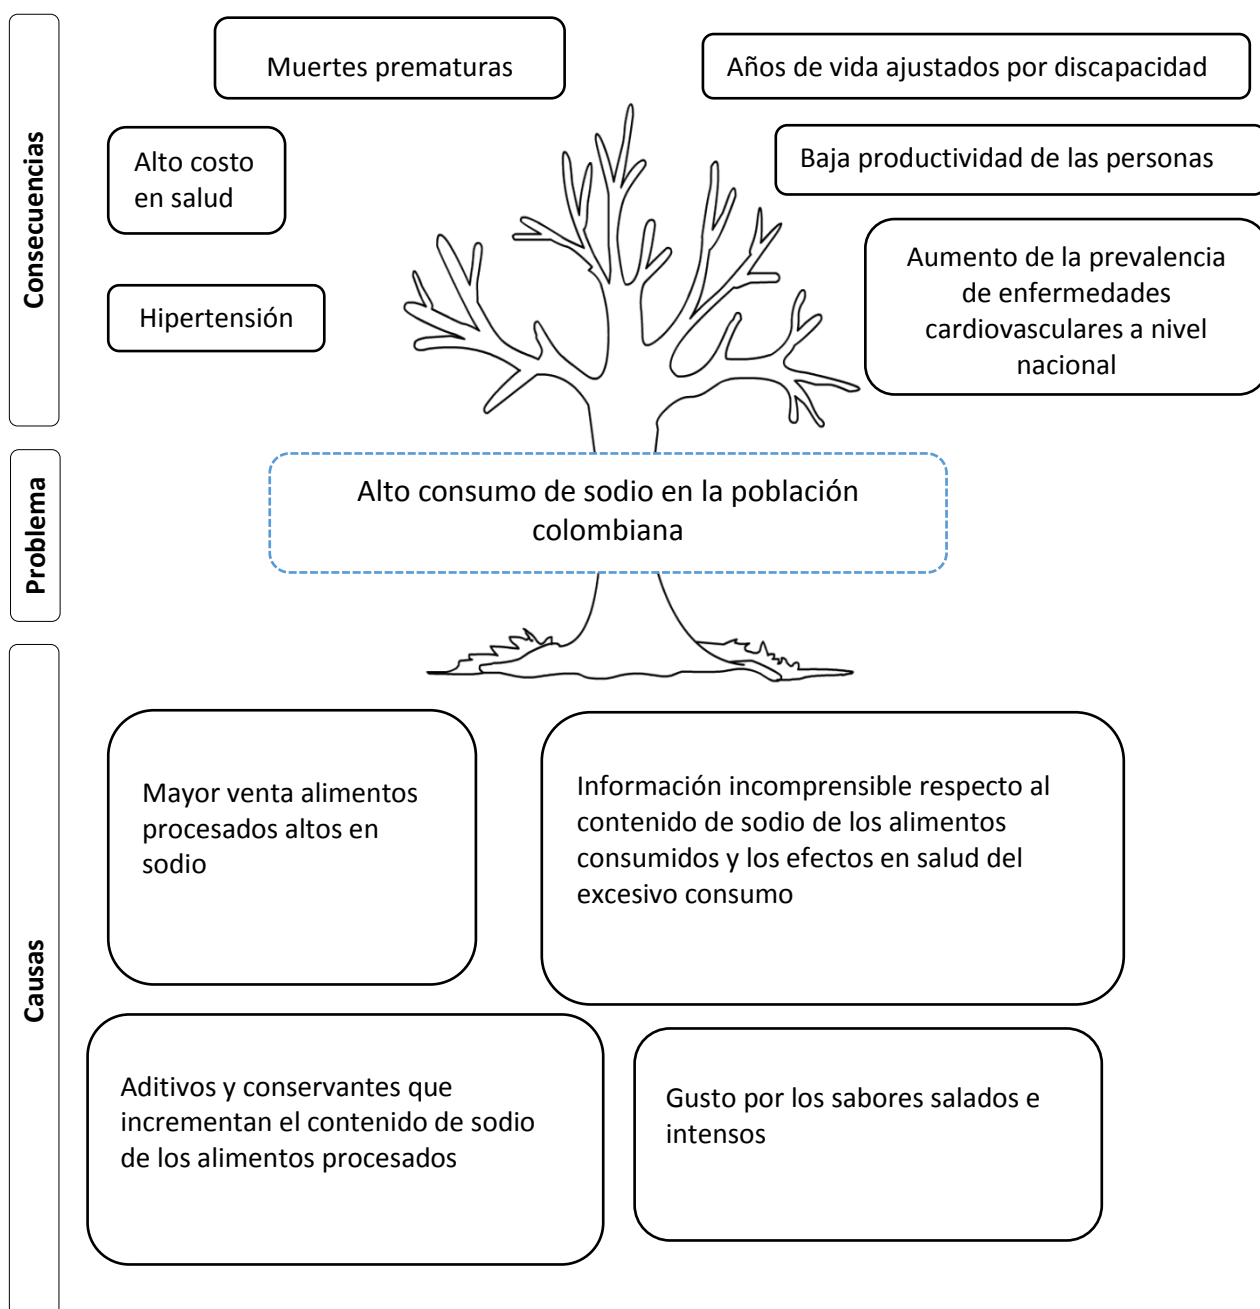 Consecuencias
Muertes prematuras
Años de vida ajustados por discapacidad
Alto costo
en salud
Baja productividad de las personas
Hipertensión
Aumento de la prevalencia
de enfermedades
cardiovasculares a nivel
nacional
Problema
Alto consumo de sodio en la población
colombiana
Causas
Mayor venta alimentos
procesados altos en
sodio
Información incomprensible respecto al
contenido de sodio de los alimentos
consumidos y los efectos en salud del
excesivo consumo
Aditivos y conservantes que
incrementan el contenido de sodio
de los alimentos procesados
Gusto por los sabores salados e
intensos